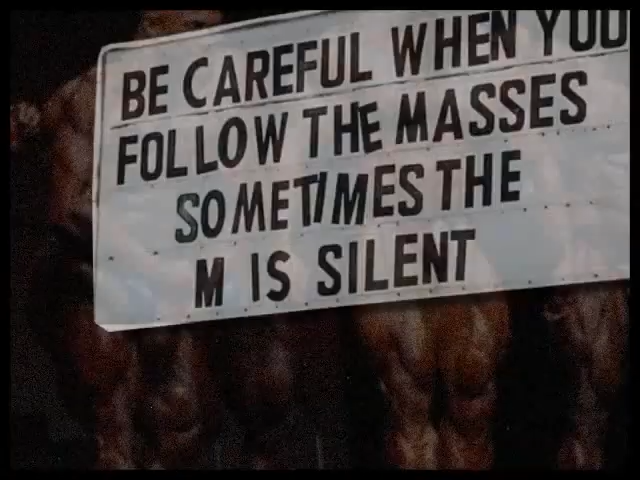 BE CAREFUL WHEN YOU
FOLLOW THE MASSES
SOMETIMES THE
M IS SILENT